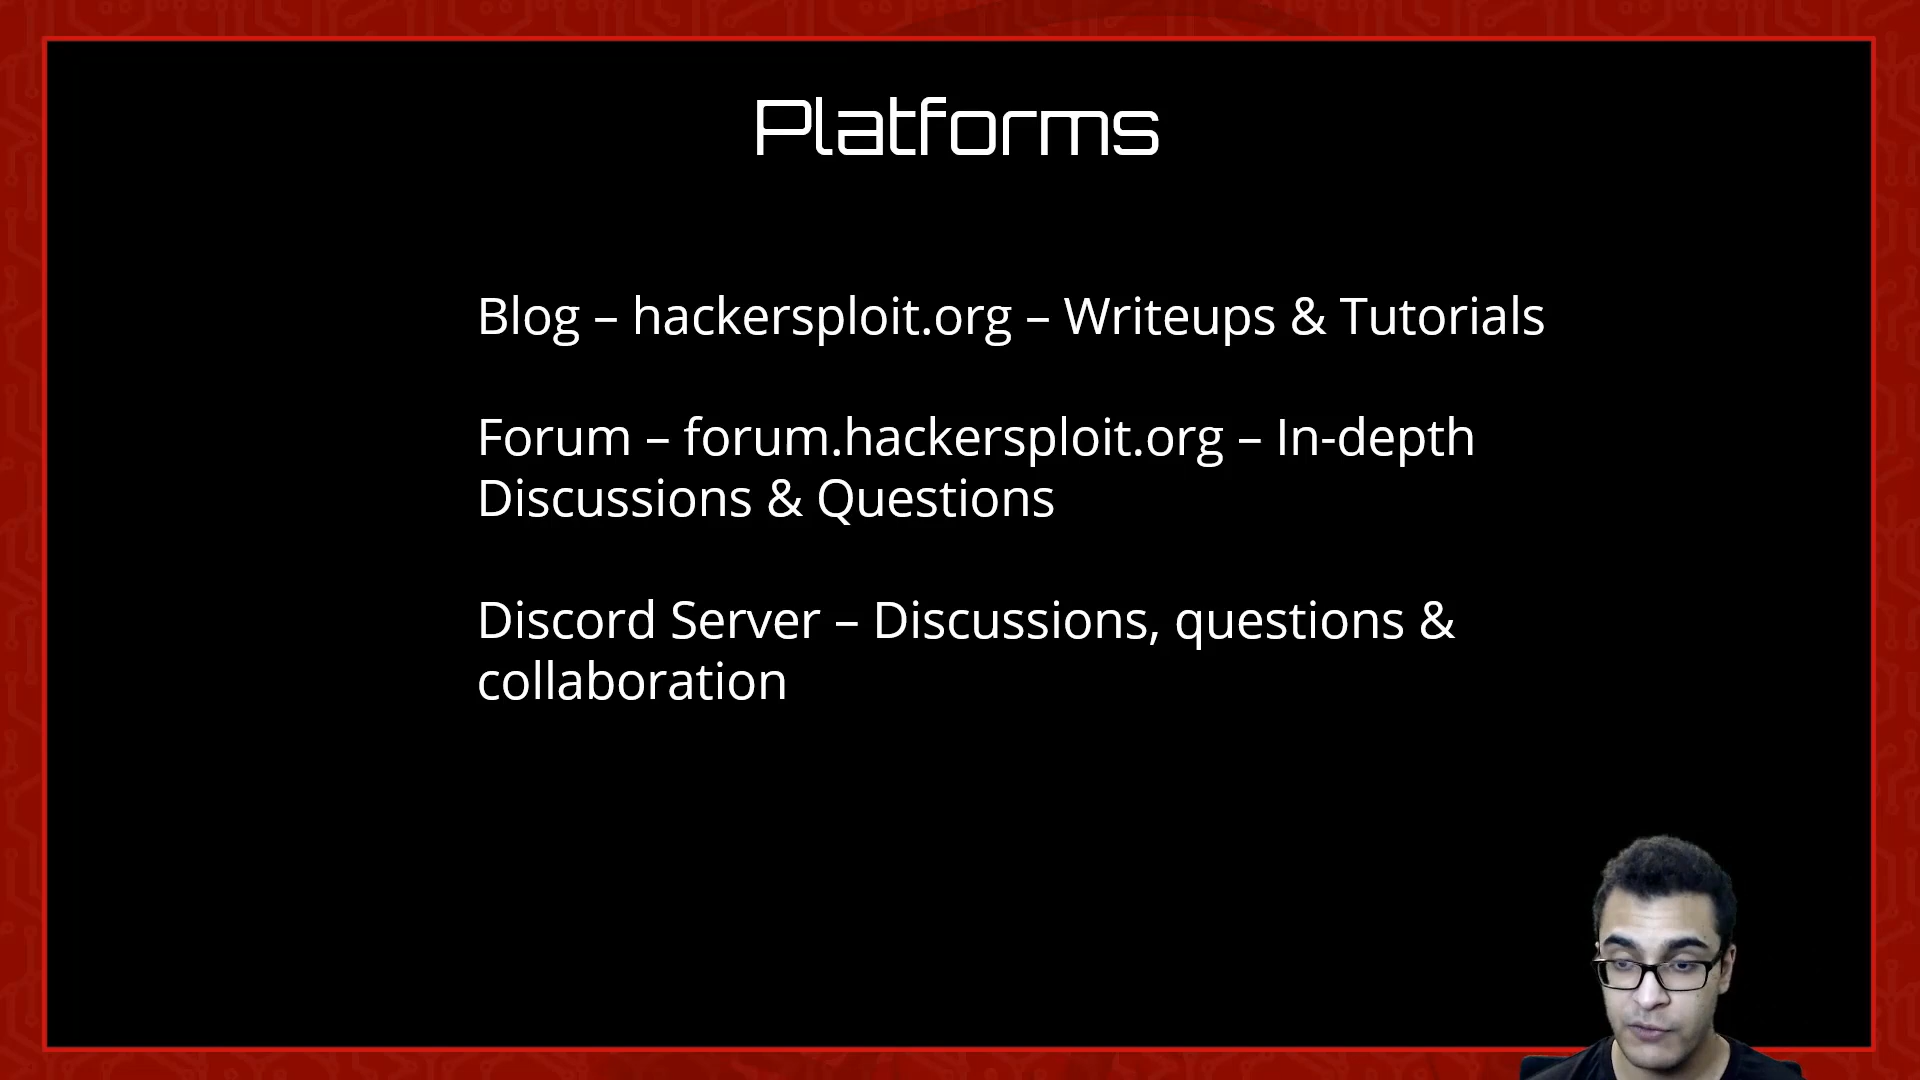 Platforms
Blog – hackersploit.org – Writeups & Tutorials
Forum – forum.hackersploit.org – In-depth
Discussions & Questions
Discord Server – Discussions, questions &
collaboration